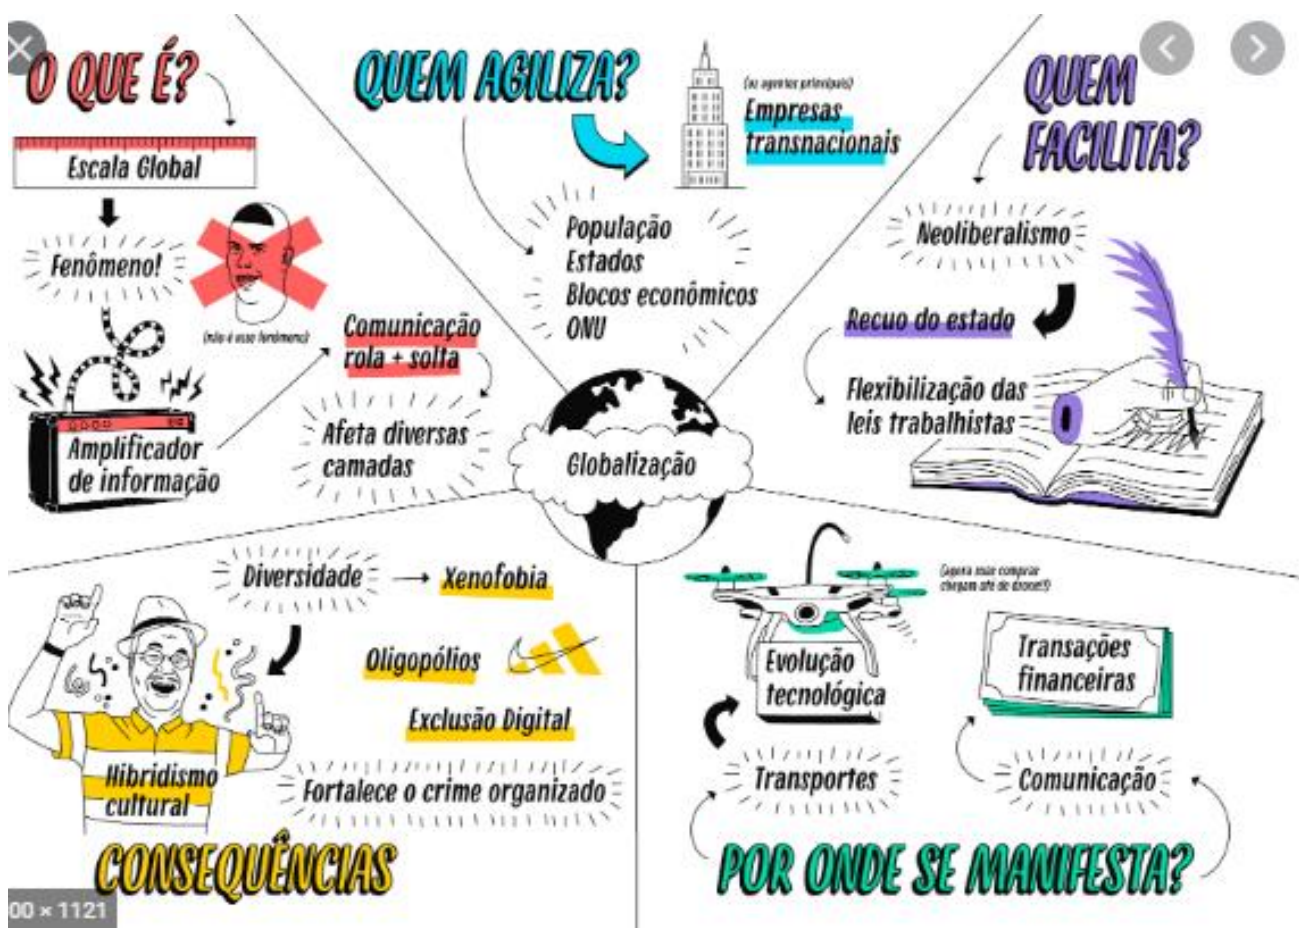 O QUE É?
Escala Global
Fenômeno!
(não é esse fenômeno)
Amplificador
de informação
Comunicação
rola + solta
Afeta diversas
camadas
QUEM AGILIZA?
(os agentes principais)
Empresas
transnacionais
População
Estados
Blocos econômicos
ONU
QUEM
FACILITA?
Neoliberalismo
Recuo do estado
Flexibilização das
leis trabalhistas
Globalização
Diversidade
Xenofobia
Oligopólios
Exclusão Digital
Hibridismo
cultural
Fortalece o crime organizado
CONSEQUÊNCIAS
Evolução
tecnológica
Transportes
Transações
financeiras
Comunicação
POR ONDE SE MANIFESTA?
00 × 1121